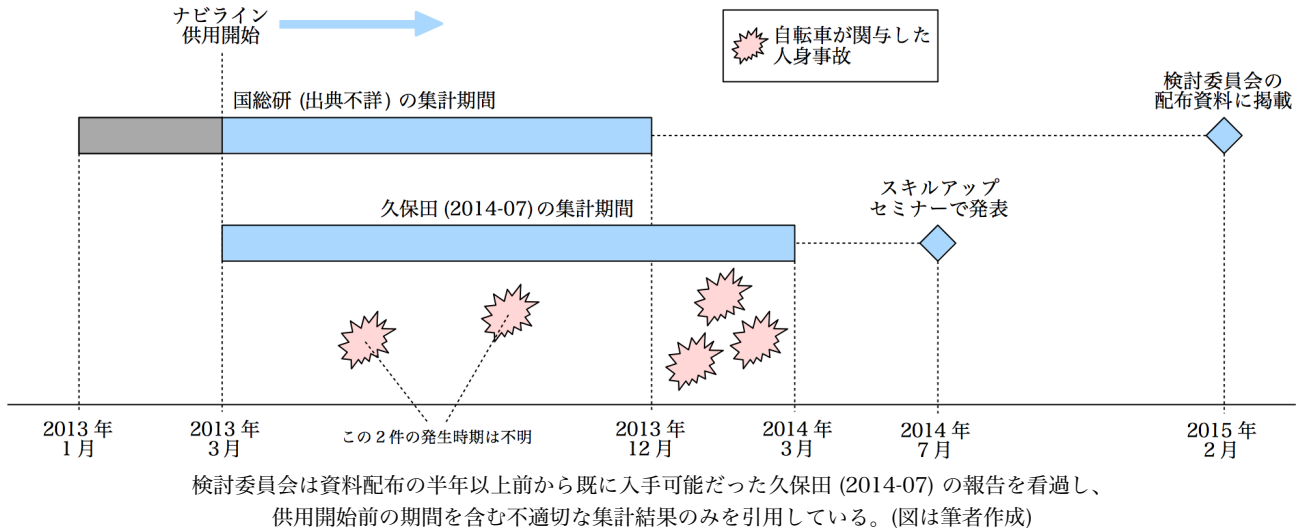 ナビライン
供用開始
自転車が関与した
人身事故
検討委員会の
配布資料に掲載
国総研 (出典不詳) の集計期間
スキルアップ
セミナーで発表
久保田 (2014-07) の集計期間
この2件の発生時期は不明
2013 年
1 月
2013 年
3 月
2013 年
12 月
2014 年
3 月
2014 年
7 月
2015 年
2 月
検討委員会は資料配布の半年以上前から既に入手可能だった久保田 (2014-07) の報告を看過し、
供用開始前の期間を含む不適切な集計結果のみを引用している。(図は筆者作成)